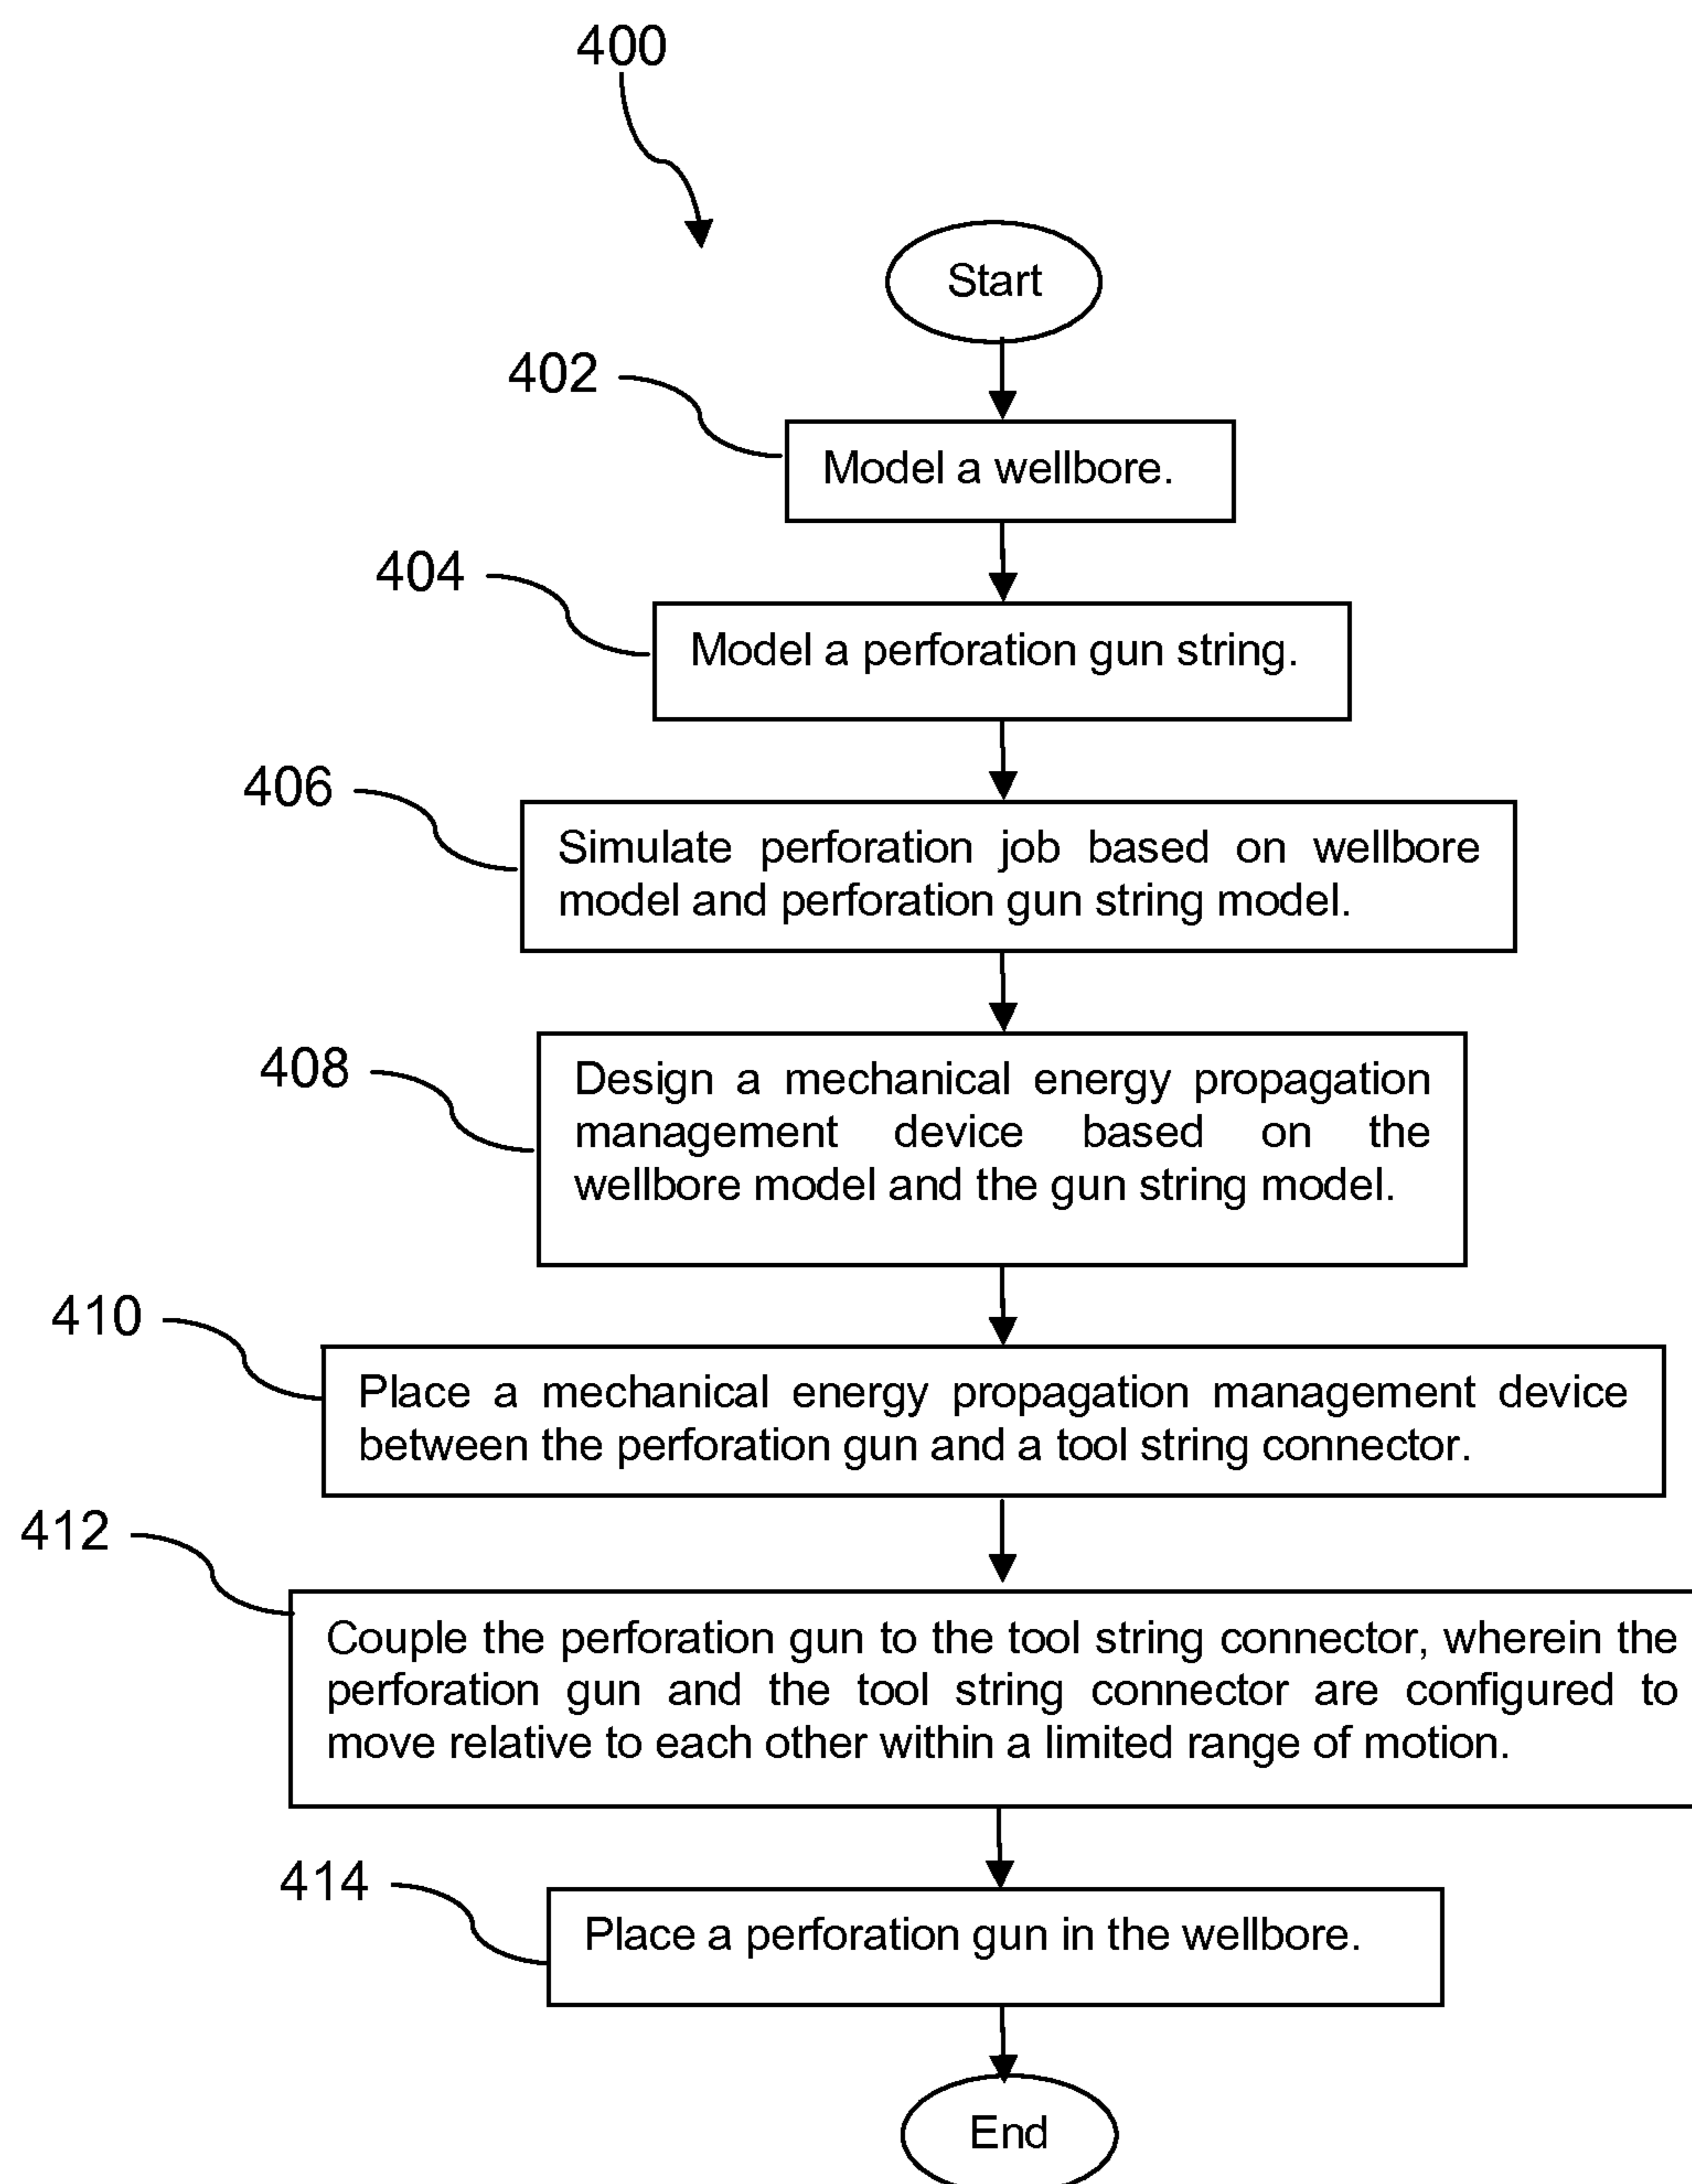 400
Start
402
Model a wellbore.
404
Model a perforation gun string.
406
Simulate perforation job based on wellbore
model and perforation gun string model.
408
Design a mechanical energy propagation
management device based on the
wellbore model and the gun string model.
410
Place a mechanical energy propagation management device
between the perforation gun and a tool string connector.
412
Couple the perforation gun to the tool string connector, wherein the
perforation gun and the tool string connector are configured to
move relative to each other within a limited range of motion.
414
Place a perforation gun in the wellbore.
End